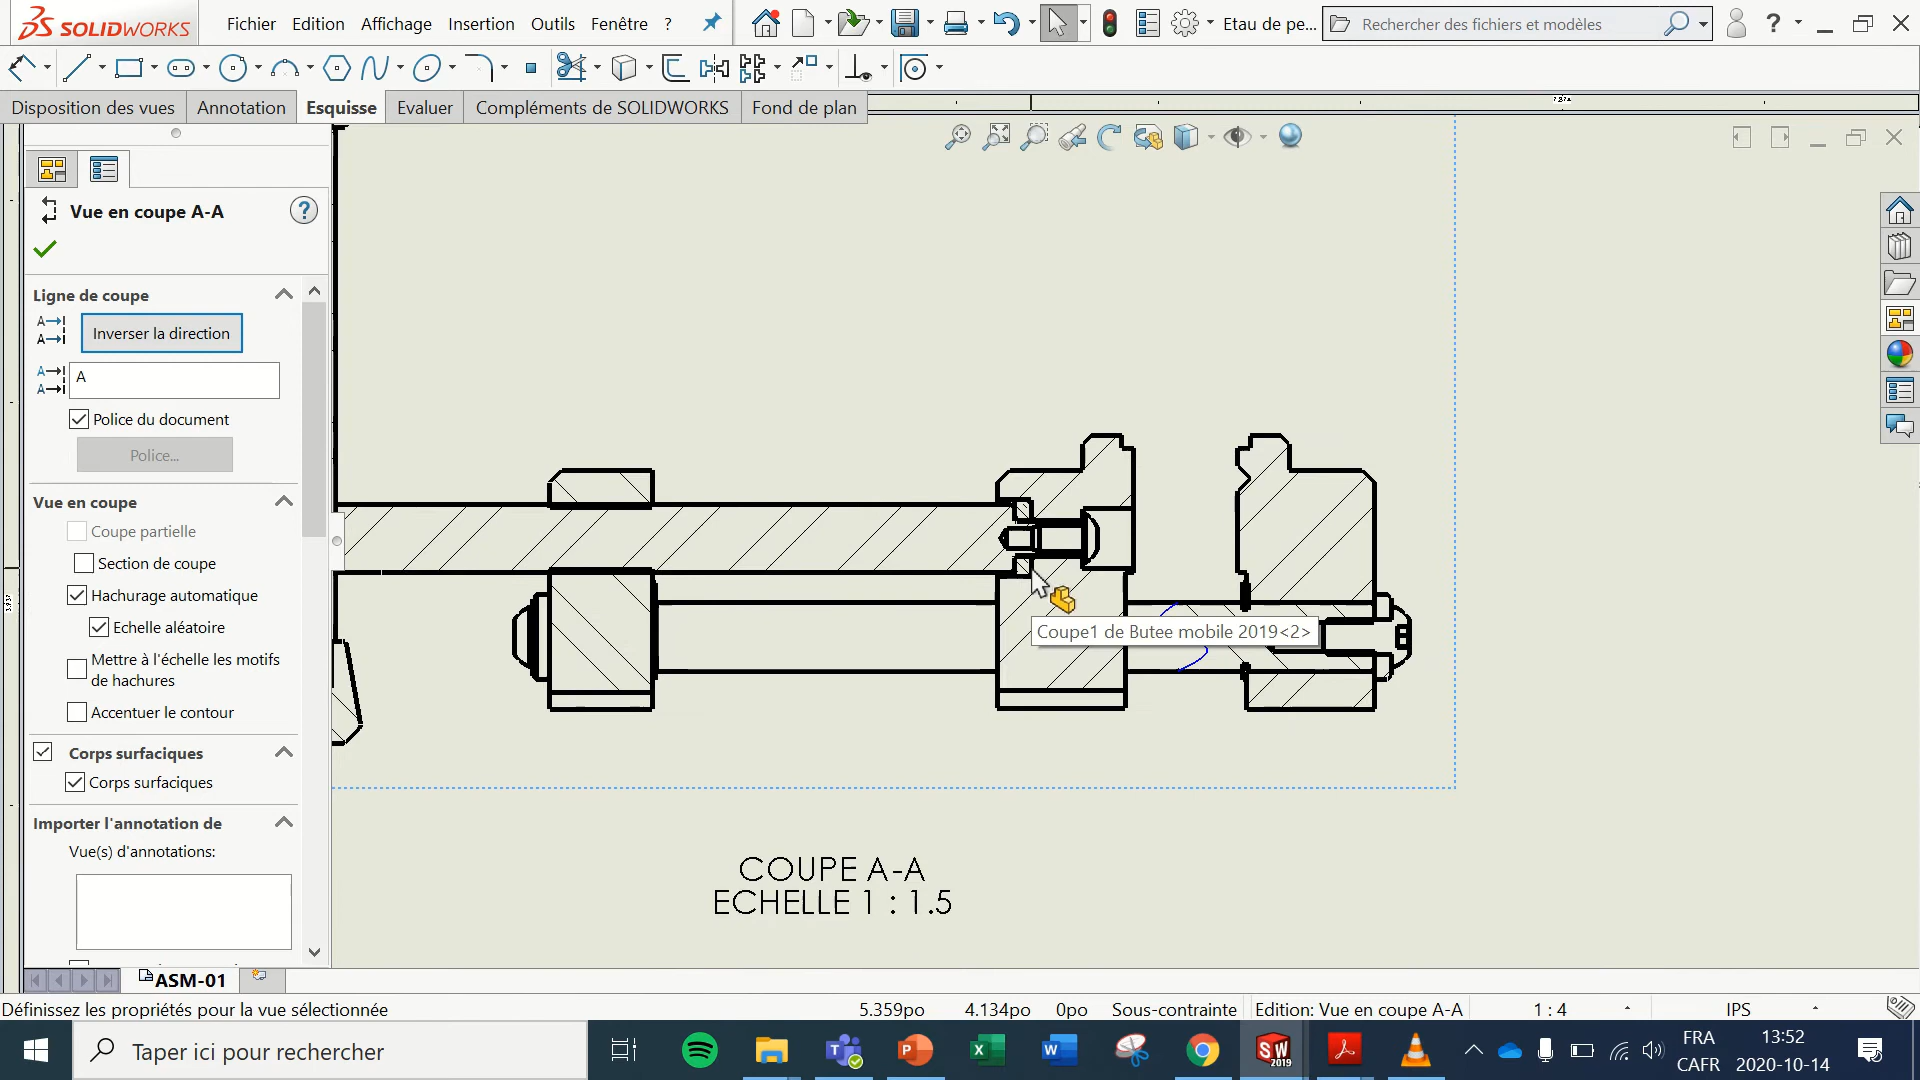 SOLIDWORKS
Fichier Edition Affichage Insertion Outils Fenêtre ?
Etau de pe...
Rechercher des fichiers et modèles
?
Disposition des vues
Annotation
Esquisse
Evaluer
Compléments de SOLIDWORKS
Fond de plan
Vue en coupe A-A
?
Ligne de coupe
Inverser la direction
A
Police du document
Police...
Vue en coupe
Coupe partielle
Section de coupe
Hachurage automatique
Echelle aléatoire
Mettre à l'échelle les motifs
de hachures
Accentuer le contour
Corps surfaciques
Corps surfaciques
Importer l'annotation de
Vue(s) d'annotations:
Coupe1 de Butee mobile 2019<2>
COUPE A-A
ECHELLE 1 : 1.5
ASM-01
Définissez les propriétés pour la vue sélectionnée
5.359po 4.134po 0po Sous-contrainte Edition: Vue en coupe A-A 1 : 4 IPS
Taper ici pour rechercher
SW
2019
FRA
CAFR
13:52
2020-10-14